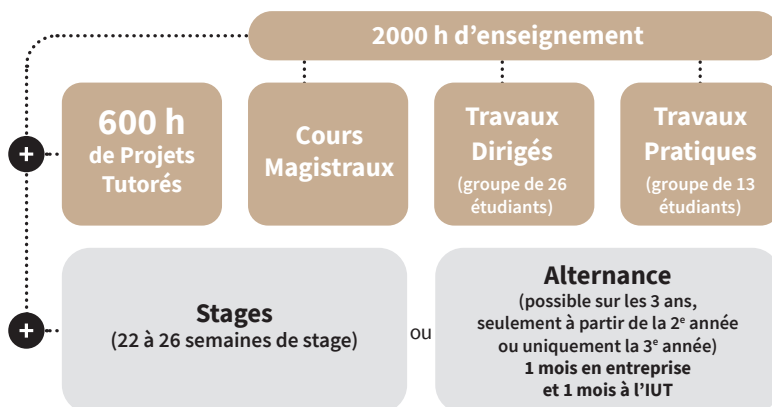 2000 h d’enseignement
600 h
de Projets
Tutorés
Cours
Magistraux
Travaux
Dirigés
(groupe de 26
étudiants)
Travaux
Pratiques
(groupe de 13
étudiants)
+
Stages
(22 à 26 semaines de stage)
ou
Alternance
(possible sur les 3 ans,
seulement à partir de la 2e année
ou uniquement la 3e année)
1 mois en entreprise
et 1 mois à l’IUT
+